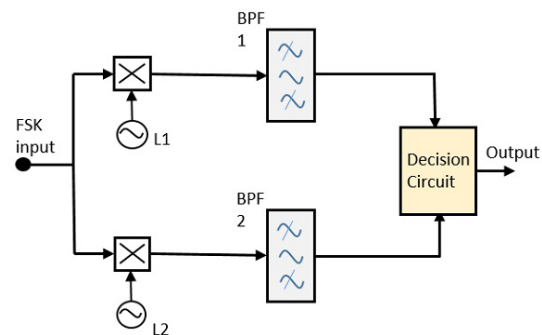 BPF
1
FSK
input
L1
Decision
Circuit
Output
BPF
2
L2